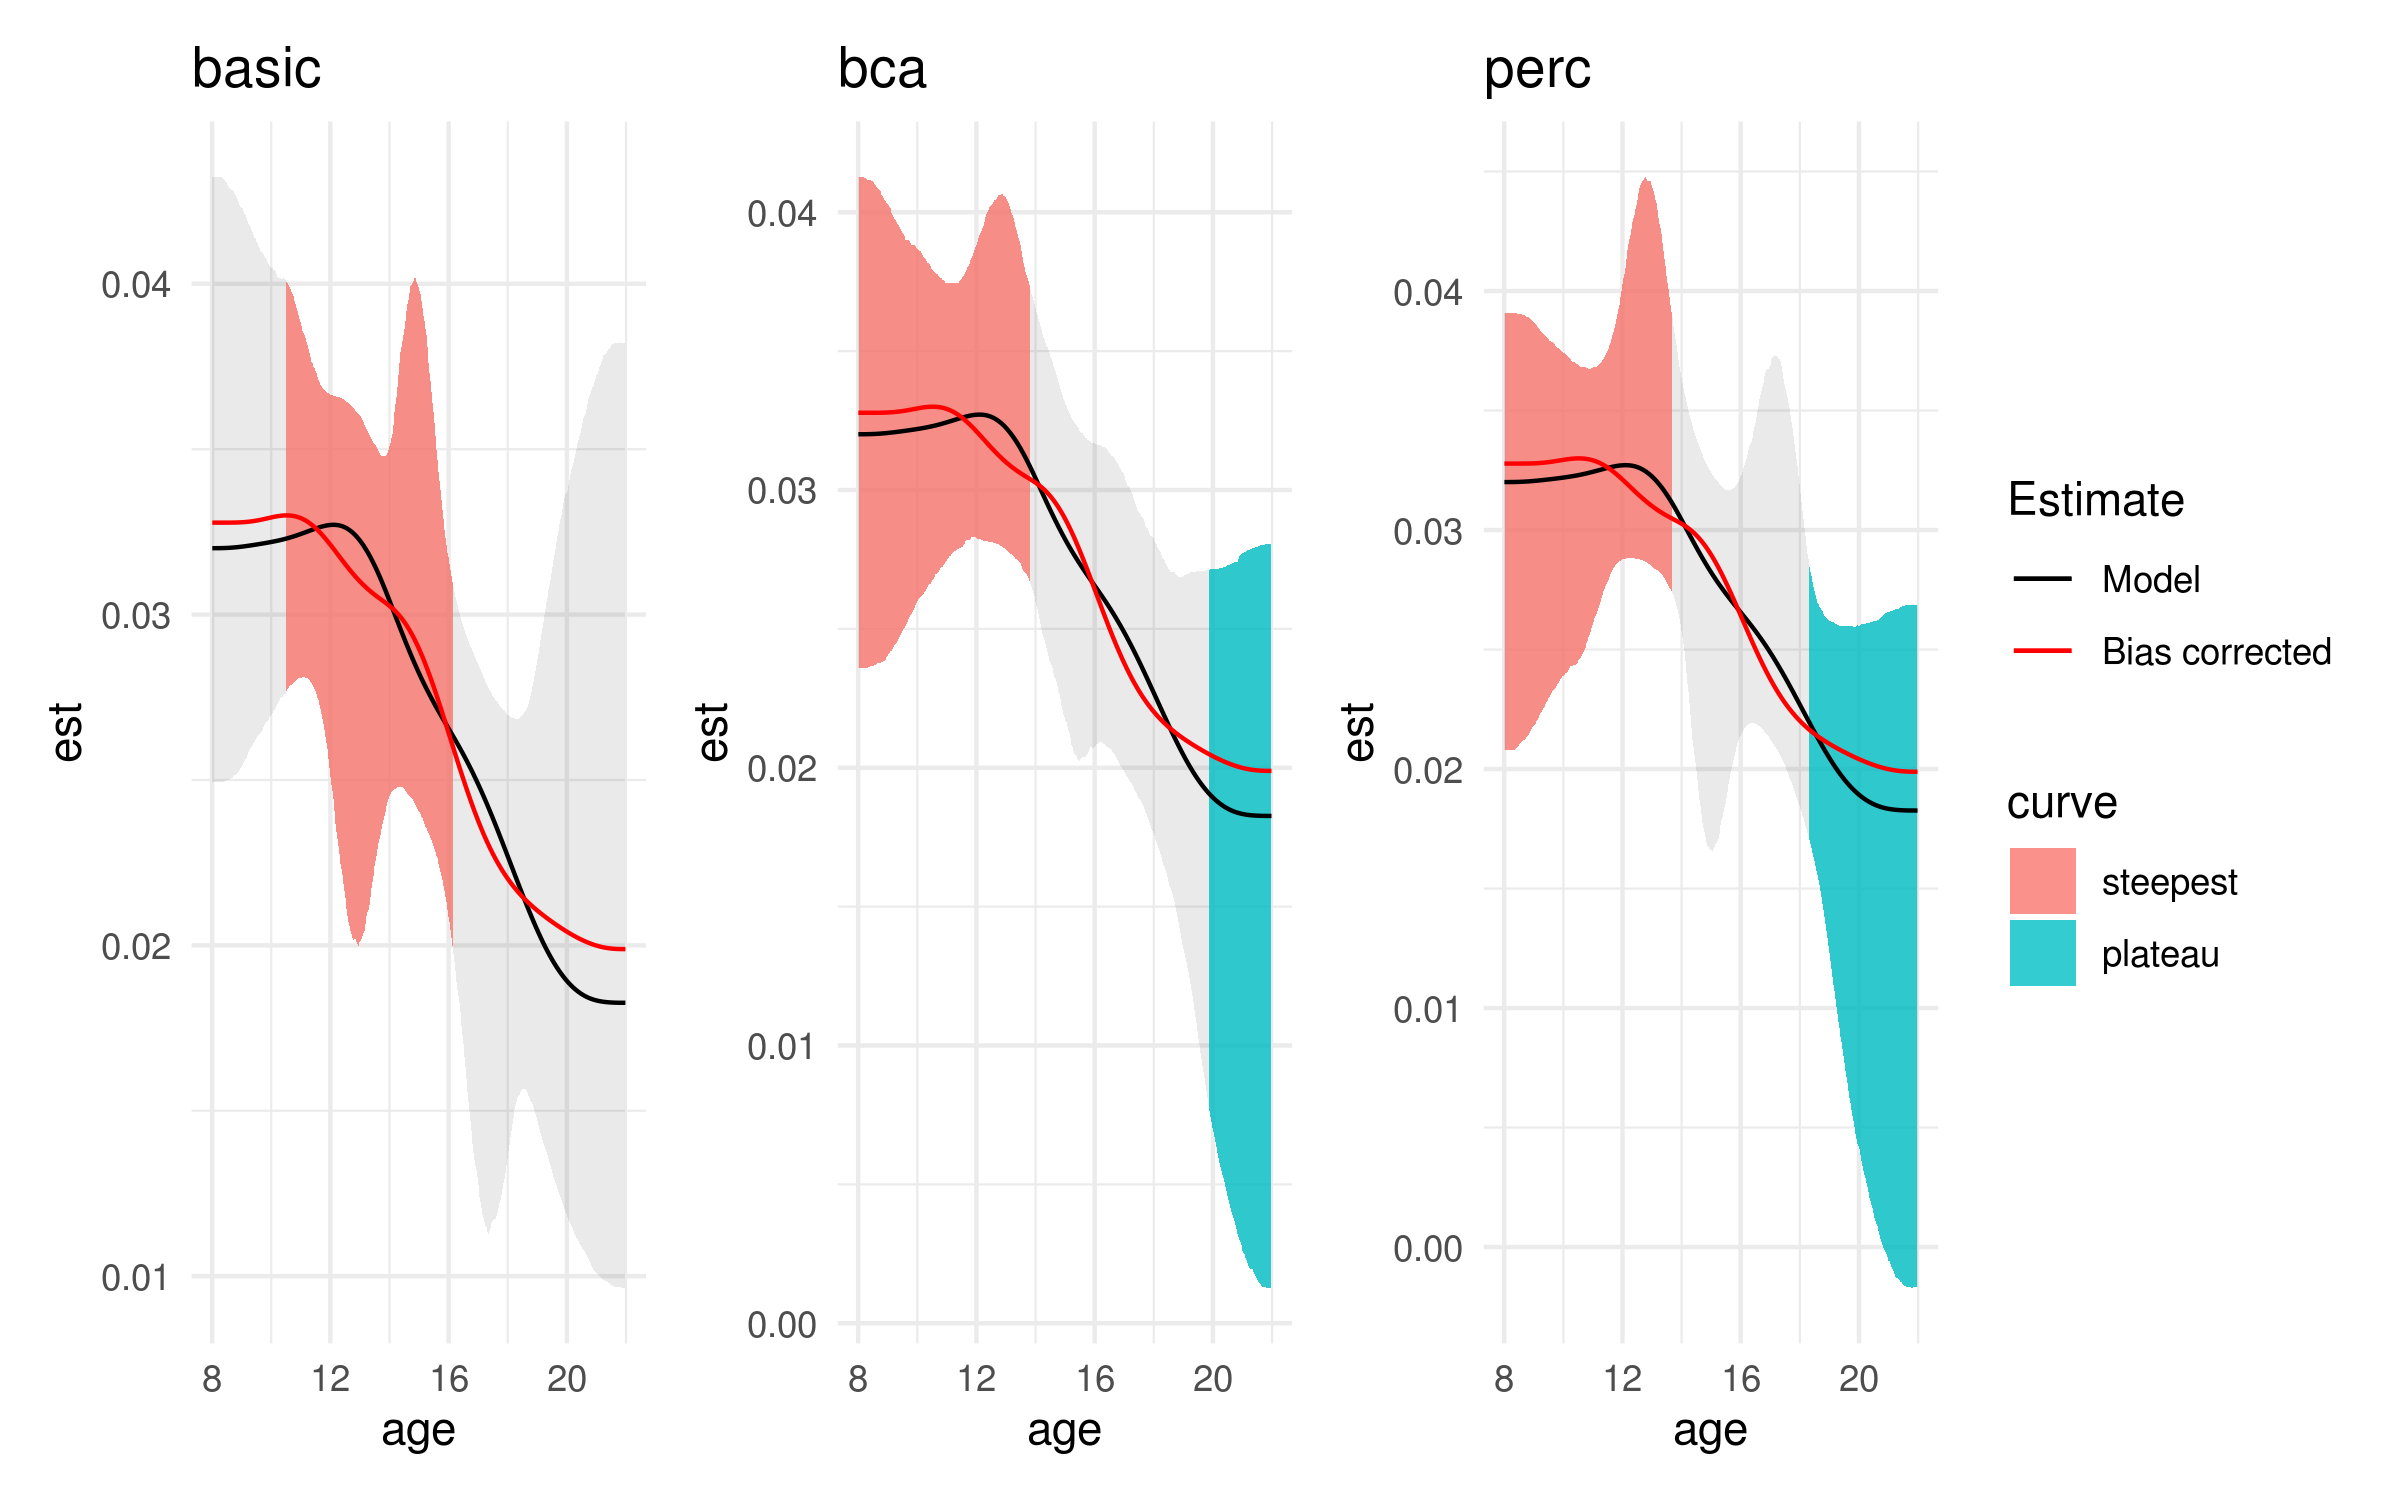 basic
bca
perc
0.04
0.03
0.02
0.01
est
8 12 16 20
age
0.04
0.03
0.02
0.01
0.00
est
8 12 16 20
age
0.04
0.03
0.02
0.01
0.00
est
8 12 16 20
age
Estimate
Model
Bias corrected
curve
steepest
plateau